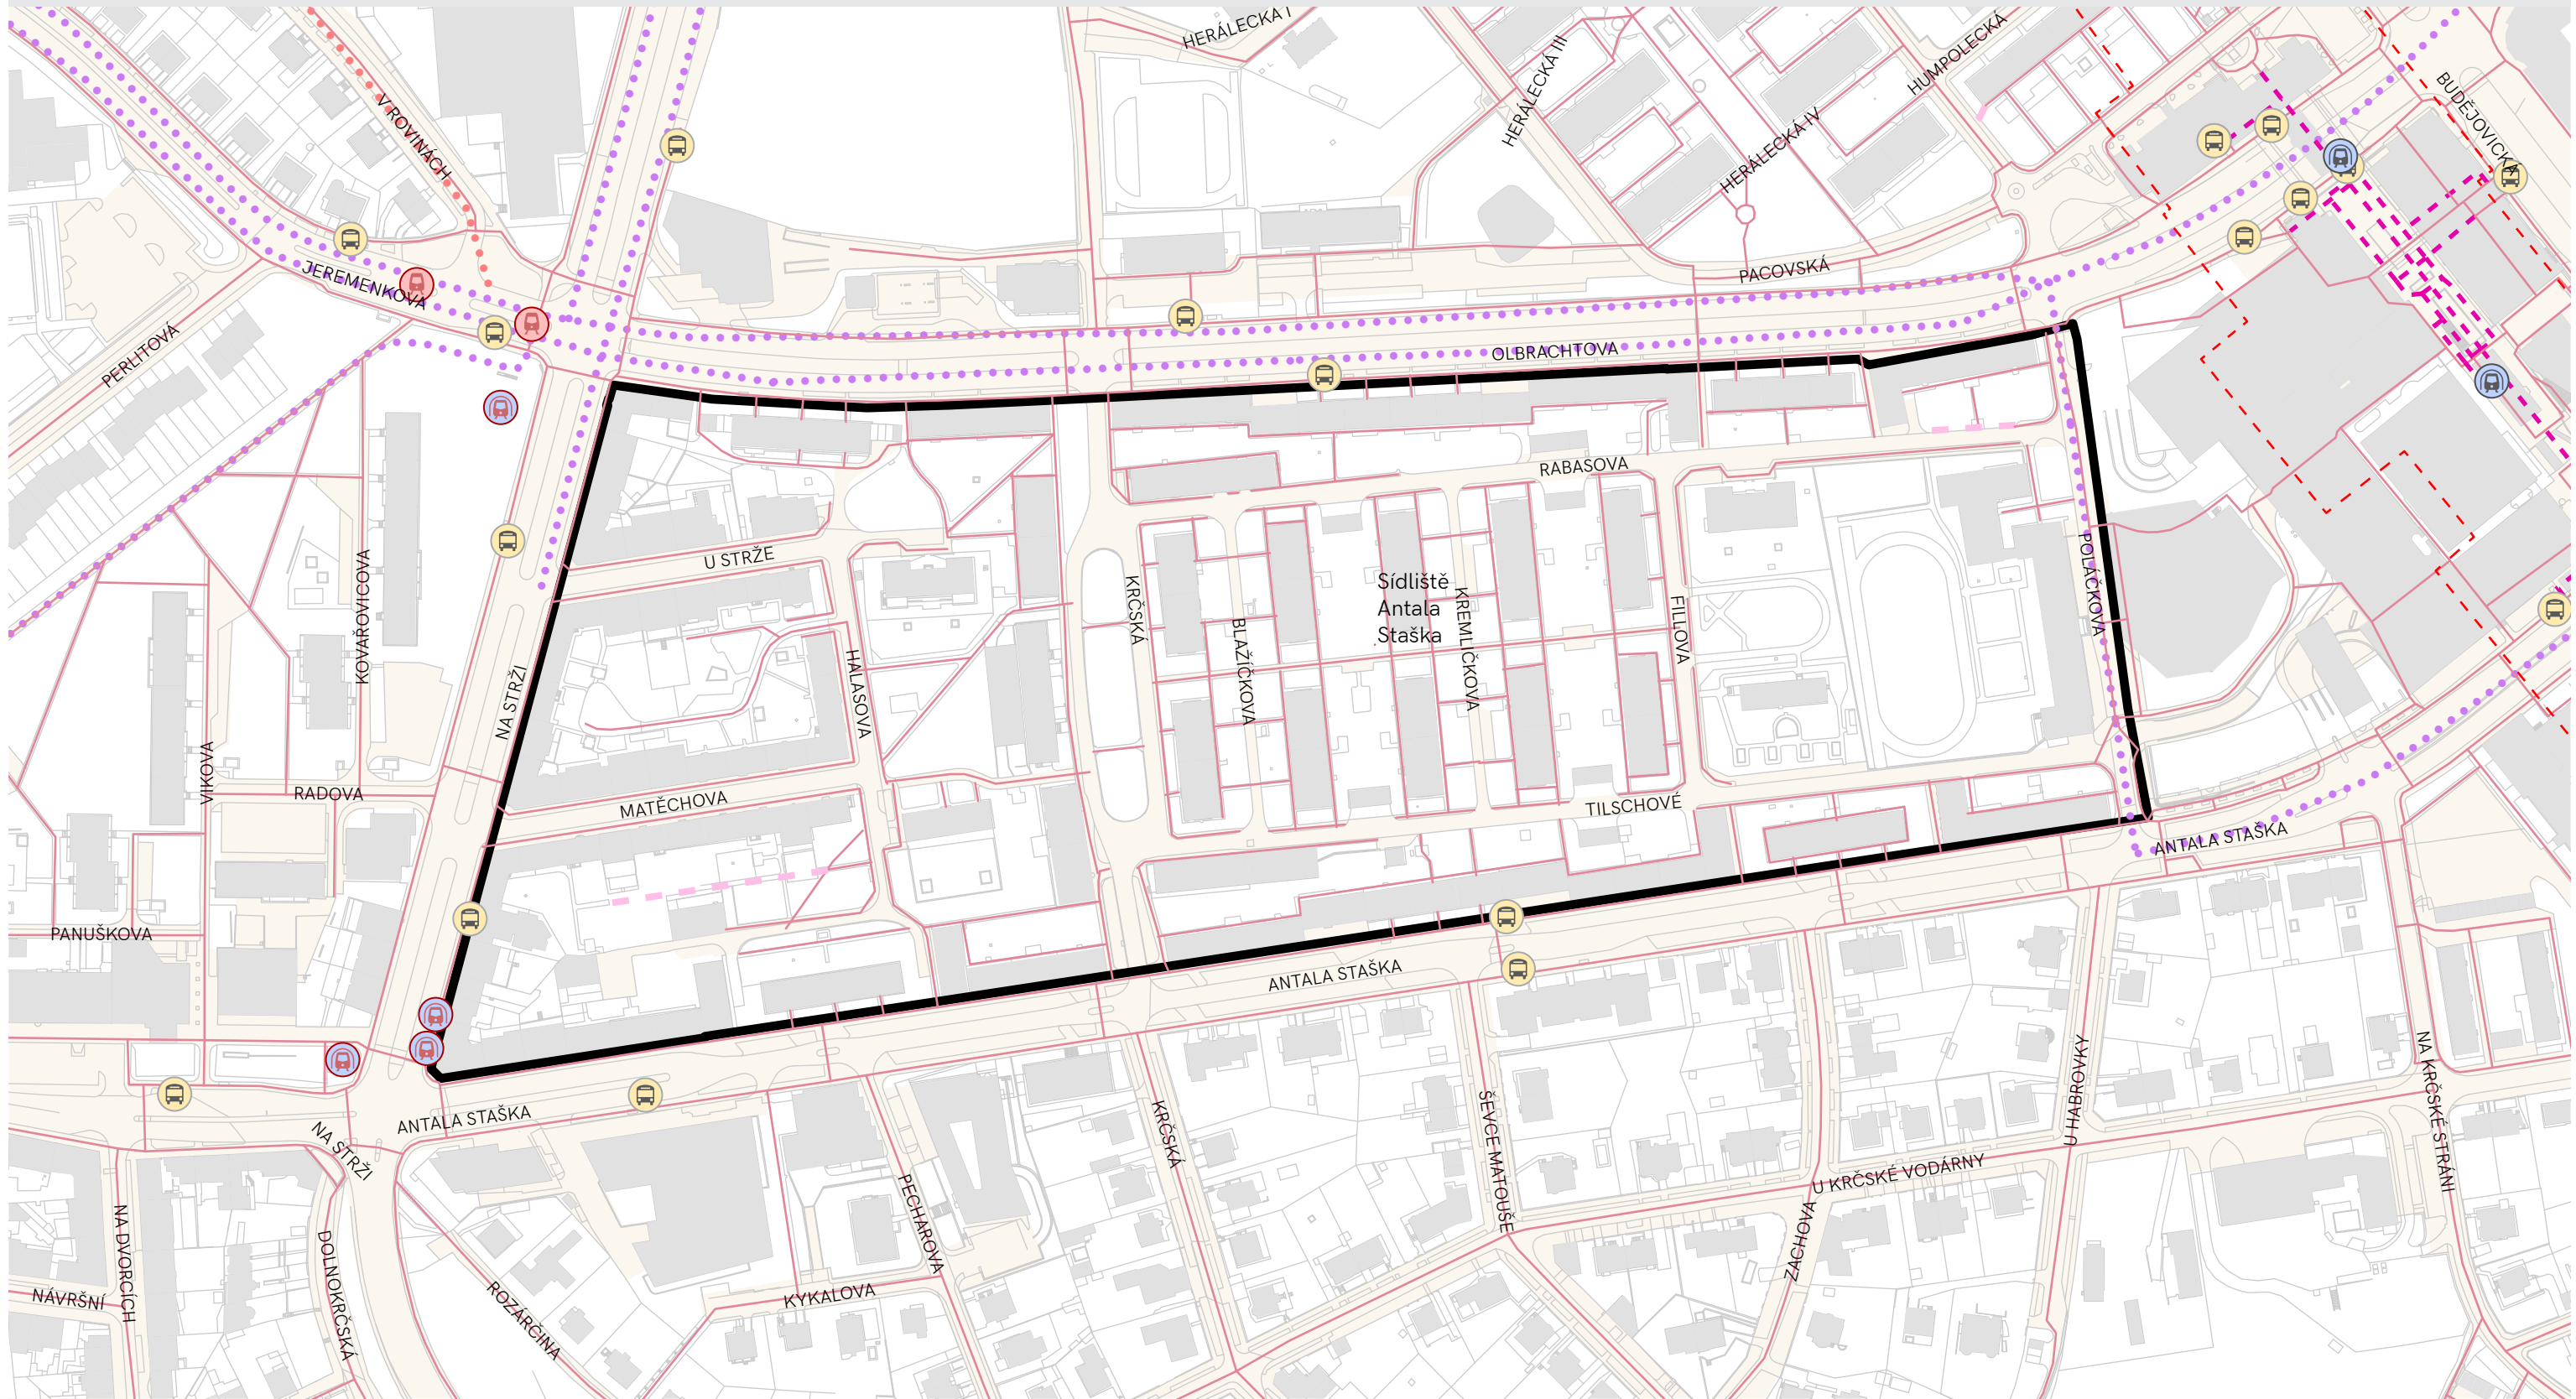 HERÁLECKÁ I
HERÁLECKÁ III
HUMPOLECKÁ
BUDĚJOVICKÁ
V ROVINÁCH
HERÁLECKÁ IV
PACOVSKÁ
JEREMENKOVA
PERLITOVÁ
OLBRACHTOVA
RABASOVA
U STRŽE
KOVAŘOVICOVA
KRČSKÁ
Sídliště
Antala
Staška
POLÁČKOVA
BLAŽÍČKOVA
KREMLIČKOVA
FILLOVA
HALASOVA
NA STRŽI
VIKOVA
RADOVA
MATĚCHOVA
TILSCHOVÉ
ANTALA STAŠKA
PANUŠKOVA
ANTALA STAŠKA
ANTALA STAŠKA
NA STRŽI
KRČSKÁ
ŠEVCE MATOUŠE
U HABROVKY
NA KRČSKÉ STRÁNI
U KRČSKÉ VODÁRNY
PECHAROVA
ZACHOVA
NA DVORCÍCH
DOLNOKRČSKÁ
NÁVRŠNÍ
ROZÁRČINA
KYKALOVA